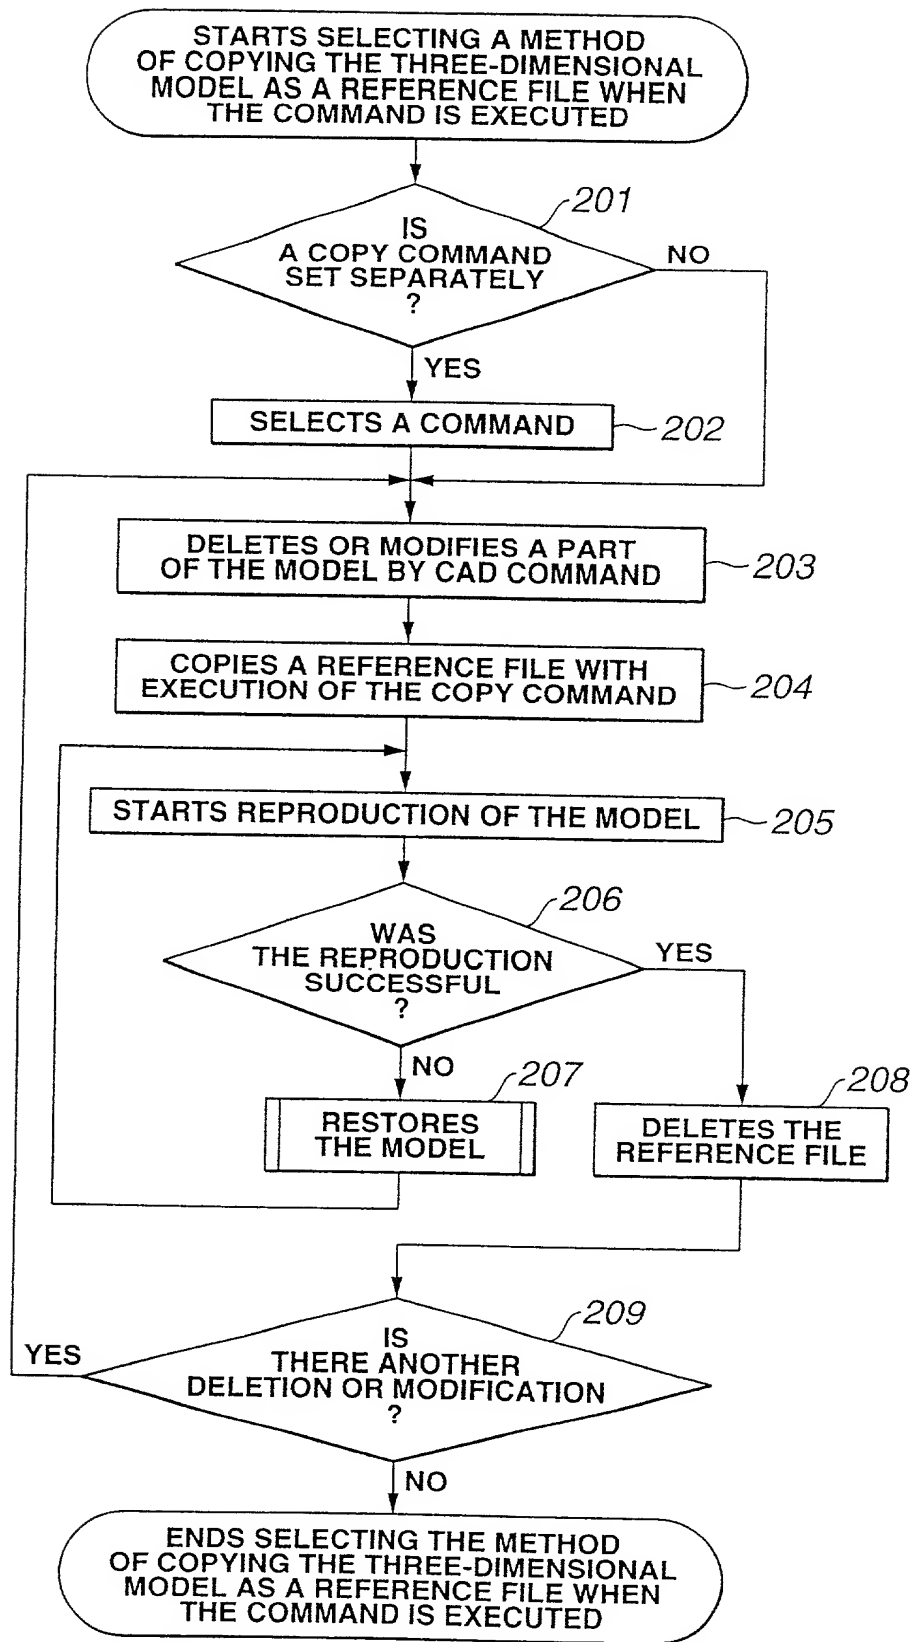 STARTS SELECTING A METHOD
OF COPYING THE THREE-DIMENSIONAL
MODEL AS A REFERENCE FILE WHEN
THE COMMAND IS EXECUTED
201
IS
A COPY COMMAND
SET SEPARATELY
?
NO
YES
SELECTS A COMMAND
202
DELETES OR MODIFIES A PART
OF THE MODEL BY CAD COMMAND
203
COPIES A REFERENCE FILE WITH
EXECUTION OF THE COPY COMMAND
204
STARTS REPRODUCTION OF THE MODEL
205
206
WAS
THE REPRODUCTION
SUCCESSFUL
?
YES
NO
207
RESTORES
THE MODEL
208
DELETES THE
REFERENCE FILE
209
IS
THERE ANOTHER
DELETION OR MODIFICATION
?
YES
NO
ENDS SELECTING THE METHOD
OF COPYING THE THREE-DIMENSIONAL
MODEL AS A REFERENCE FILE WHEN
THE COMMAND IS EXECUTED